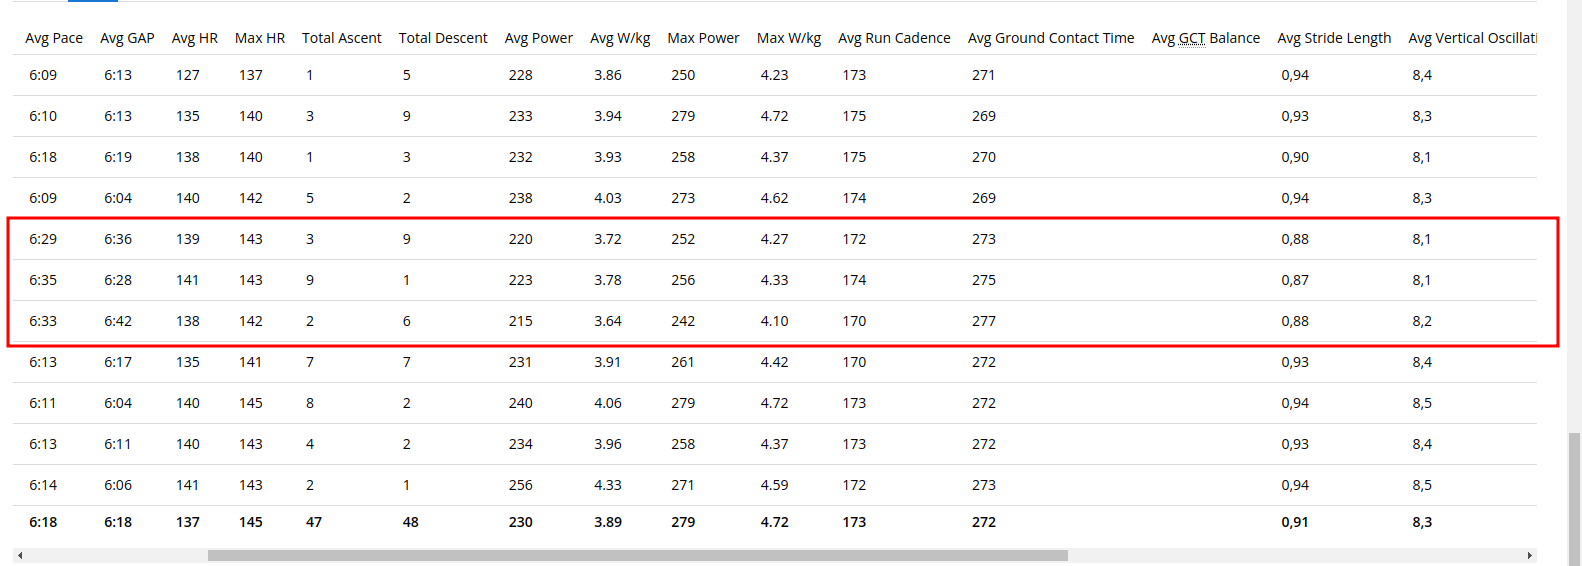 Avg Pace Avg GAP Avg HR Max HR Total Ascent Total Descent Avg Power Avg W/kg Max Power Max W/kg Avg Run Cadence Avg Ground Contact Time Avg GCT Balance Avg Stride Length Avg Vertical Oscillati
6:09 6:13 127 137 1 5 228 3.86 250 4.23 173 271 0,94 8,4
6:10 6:13 135 140 3 9 233 3.94 279 4.72 175 269 0,93 8,3
6:18 6:19 138 140 1 3 232 3.93 258 4.37 175 270 0,90 8,1
6:09 6:04 140 142 5 2 238 4.03 273 4.62 174 269 0,94 8,3
6:29 6:36 139 143 3 9 220 3.72 252 4.27 172 273 0,88 8,1
6:35 6:28 141 143 9 1 223 3.78 256 4.33 174 275 0,87 8,1
6:33 6:42 138 142 2 6 215 3.64 242 4.10 170 277 0,88 8,2
6:13 6:17 135 141 7 7 231 3.91 261 4.42 170 272 0,93 8,4
6:11 6:04 140 145 8 2 240 4.06 279 4.72 173 272 0,94 8,5
6:13 6:11 140 143 4 2 234 3.96 258 4.37 173 272 0,93 8,4
6:14 6:06 141 143 2 1 256 4.33 271 4.59 172 273 0,94 8,5
6:18 6:18 137 145 47 48 230 3.89 279 4.72 173 272 0,91 8,3